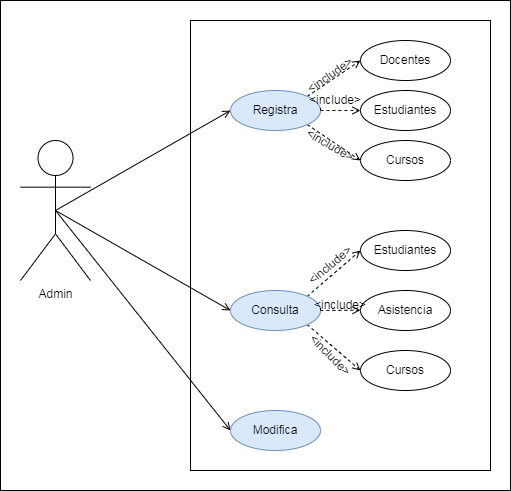 Docentes
<include>
Registra
<include>
Estudiantes
<include>
Cursos
Admin
Estudiantes
<include>
Consulta
<include>
Asistencia
<include>
Cursos
Modifica